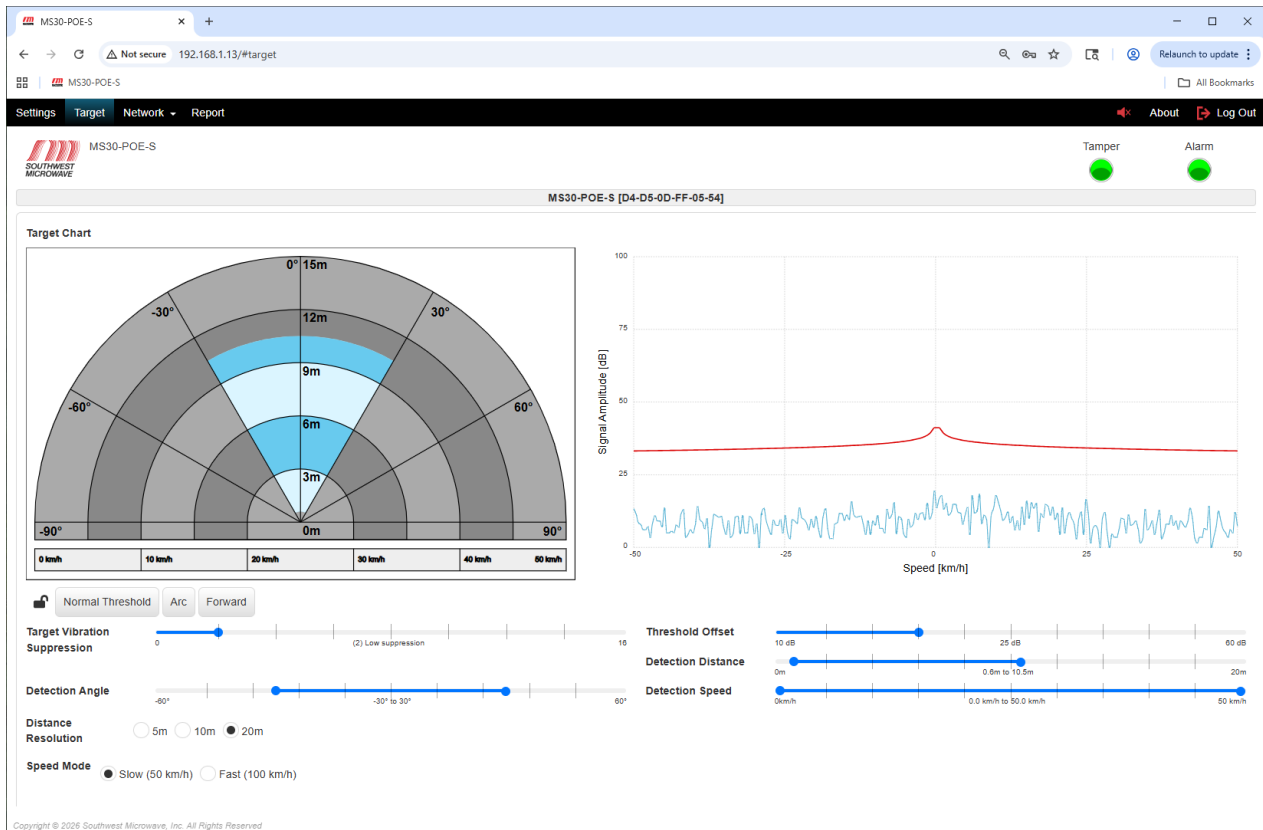 MS30-POE-S
Not secure 192.168.1.13/#target
Relaunch to update
MS30-POE-S
All Bookmarks
Settings Target Network Report About Log Out
SOUTHWEST
MICROWAVE
MS30-POE-S
Tamper Alarm
MS30-POE-S [D4-D5-0D-FF-05-54]
Target Chart
0° 15m
-30° 12m 30°
9m
-60° 6m 60°
3m
-90° 0m 90°
0 km/h 10 km/h 20 km/h 30 km/h 40 km/h 50 km/h
100
75
50
25
0
Signal Amplitude [dB]
-50 -25 0 25 50
Speed [km/h]
Normal Threshold Arc Forward
Target Vibration
Suppression
0 (2) Low suppression 16
Threshold Offset
10 dB 25 dB 60 dB
Detection Distance
0m 0.6m to 10.5m 20m
Detection Angle
-60° -30° to 30° 60°
Detection Speed
0km/h 0.0 km/h to 50.0 km/h 50 km/h
Distance
Resolution
5m 10m 20m
Speed Mode
Slow (50 km/h) Fast (100 km/h)
Copyright © 2026 Southwest Microwave, Inc. All Rights Reserved